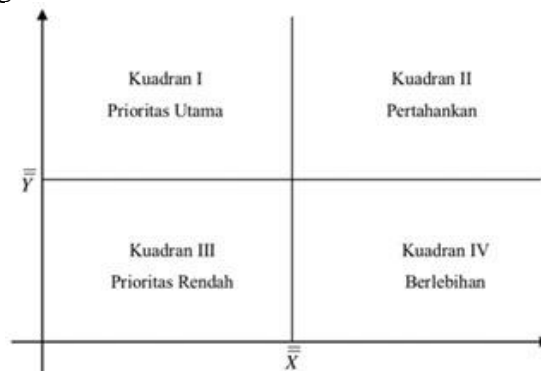 Kuadran I
Prioritas Utama
Kuadran II
Pertahankan
Y̿
Kuadran III
Prioritas Rendah
Kuadran IV
Berlebihan
X̿